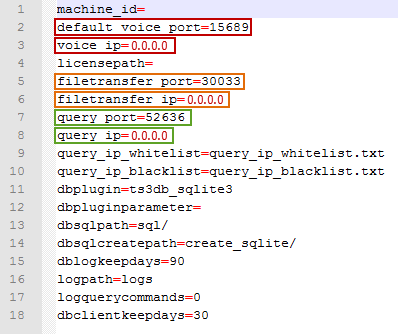 1 machine_id=
2 default_voice_port=15689
3 voice_ip=0.0.0.0
4 licensepath=
5 filetransfer_port=30033
6 filetransfer_ip=0.0.0.0
7 query_port=52636
8 query_ip=0.0.0.0
9 query_ip_whitelist=query_ip_whitelist.txt
10 query_ip_blacklist=query_ip_blacklist.txt
11 dbplugin=ts3db_sqlite3
12 dbpluginparameter=
13 dbsqlpath=sql/
14 dbsqlcreatepath=create_sqlite/
15 dblogkeepdays=90
16 logpath=logs
17 logquerycommands=0
18 dbclientkeepdays=30